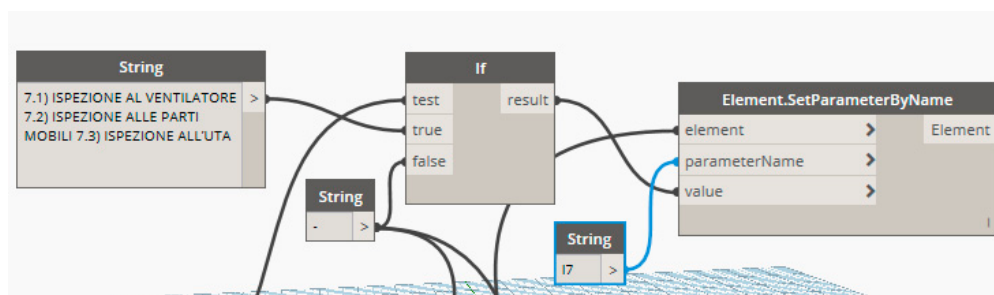 String
7.1) ISPEZIONE AL VENTILATORE >
7.2) ISPEZIONE ALLE PARTI
MOBILI 7.3) ISPEZIONE ALL'UTA
If
test result
true
false
String
- >
Element.SetParameterByName
element > Element
parameterName >
value >
String
I7 >